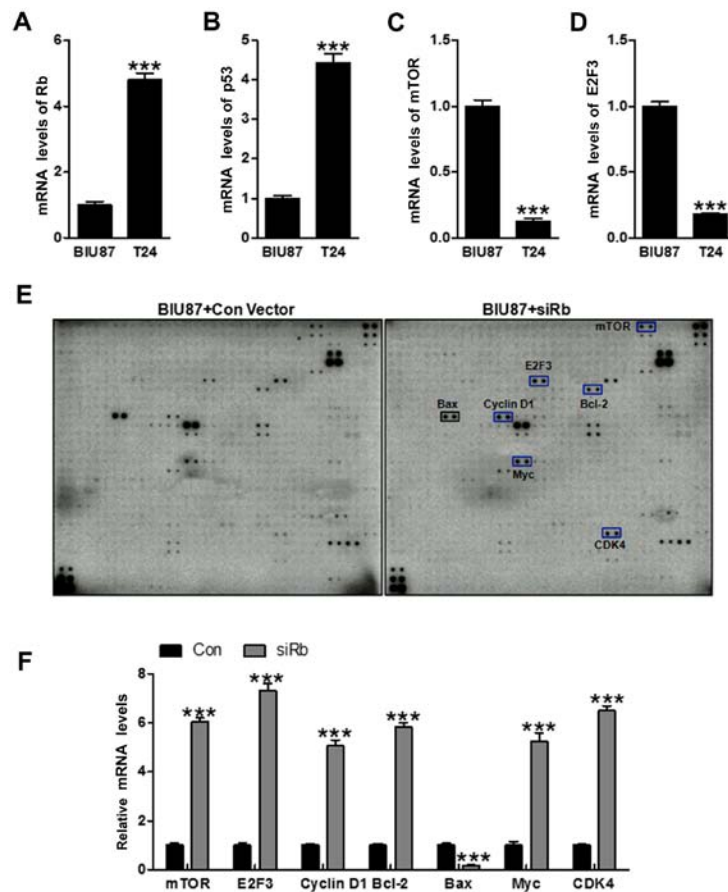 A
mRNA levels of Rb
6
4
2
0
***
BIU87 T24
B
mRNA levels of p53
5
4
3
2
1
0
***
BIU87 T24
C
mRNA levels of mTOR
1.5
1.0
0.5
0.0
***
BIU87 T24
D
mRNA levels of E2F3
1.5
1.0
0.5
0.0
***
BIU87 T24
E
BIU87+Con Vector
BIU87+siRb
mTOR
E2F3
Bax
Cyclin D1
Bcl-2
Myc
CDK4
F
Con siRb
Relative mRNA levels
8
6
4
2
0
*** *** *** *** *** *** ***
mTOR E2F3 Cyclin D1 Bcl-2 Bax Myc CDK4